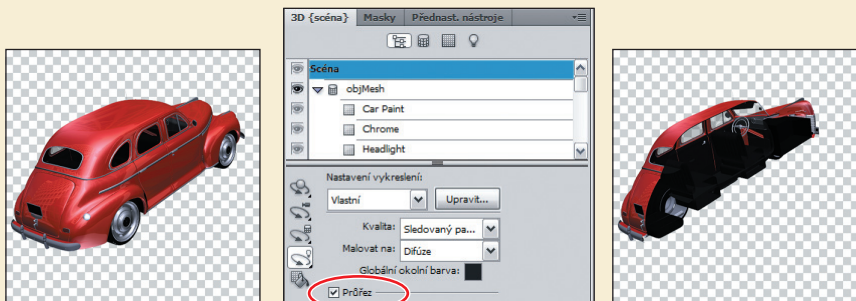 3D {scéna} Masky Přednast. nástroje
Scéna
objMesh
Car Paint
Chrome
Headlight
Nastavení vykreslení:
Vlastní Upravit...
Kvalita: Sledovaný pa...
Malovat na: Difúze
Globální okolní barva:
Průřez